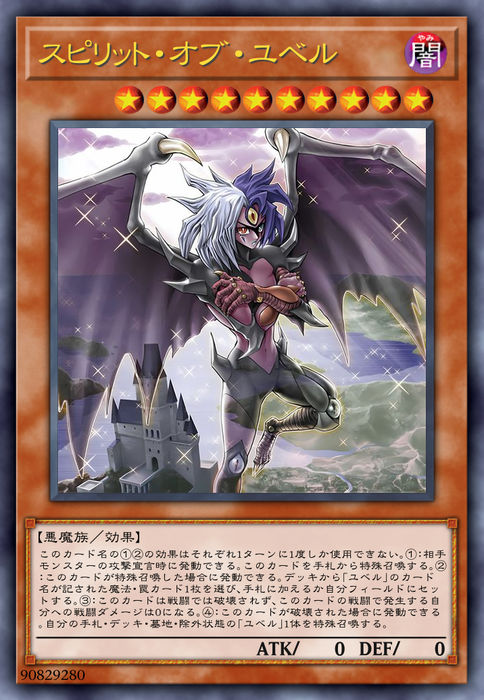 スピリット・オブ・ユベル
やみ
闇
【悪魔族／効果】
このカード名の①②の効果はそれぞれ1ターンに1度しか使用できない。①：相手
モンスターの攻撃宣言時に発動できる。このカードを手札から特殊召喚する。②
：このカードが特殊召喚した場合に発動できる。デッキから「ユベル」のカード
名が記された魔法・罠カード1枚を選び、手札に加えるか自分フィールドにセッ
トする。③：このカードは戦闘では破壊されず、このカードの戦闘で発生する自
分への戦闘ダメージは0になる。④：このカードが破壊された場合に発動できる
。自分の手札・デッキ・墓地・除外状態の「ユベル」1体を特殊召喚する。
ATK/ 0 DEF/ 0
90829280